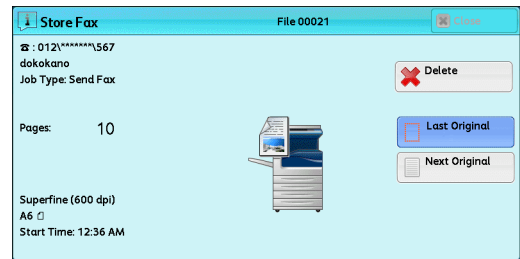 Store Fax
File 00021
Close
☎ : 012\*******\567
dokokano
Job Type: Send Fax
Delete
Pages: 10
Last Original
Next Original
Superfine (600 dpi)
A6
Start Time: 12:36 AM